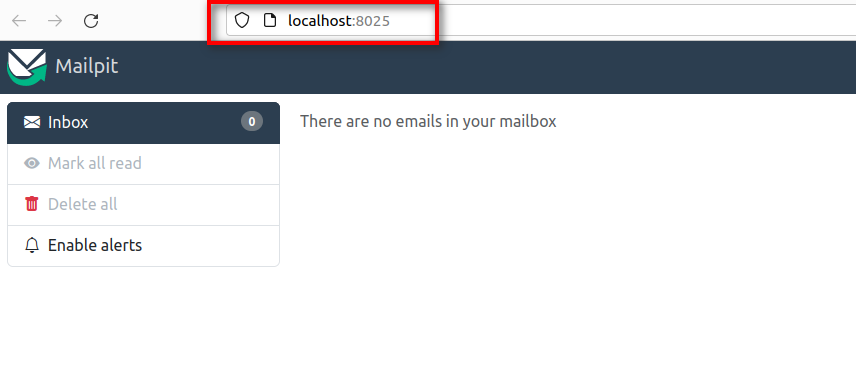 localhost:8025
Mailpit
Inbox 0
There are no emails in your mailbox
Mark all read
Delete all
Enable alerts